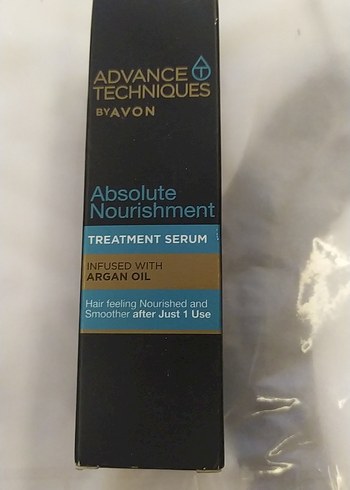 ADVANCE
TECHNIQUES
BY AVON
Absolute
Nourishment
TREATMENT SERUM
INFUSED WITH
ARGAN OIL
Hair feeling Nourished and
Smoother after Just 1 Use